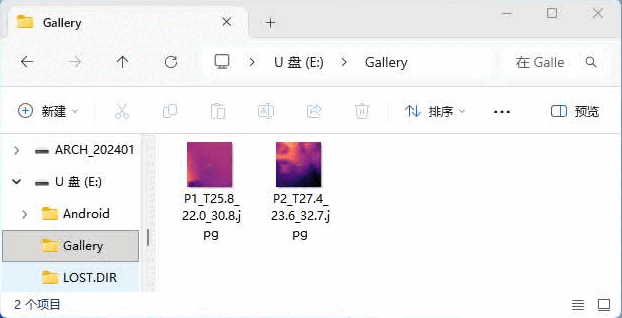 Gallery
U 盘 (E:) Gallery 在 Galle
新建 排序 预览
ARCH_202401
U 盘 (E:)
Android
Gallery
LOST.DIR
P1_T25.8_
22.0_30.8.j
pg
P2_T27.4_
23.6_32.7.j
pg
2 个项目